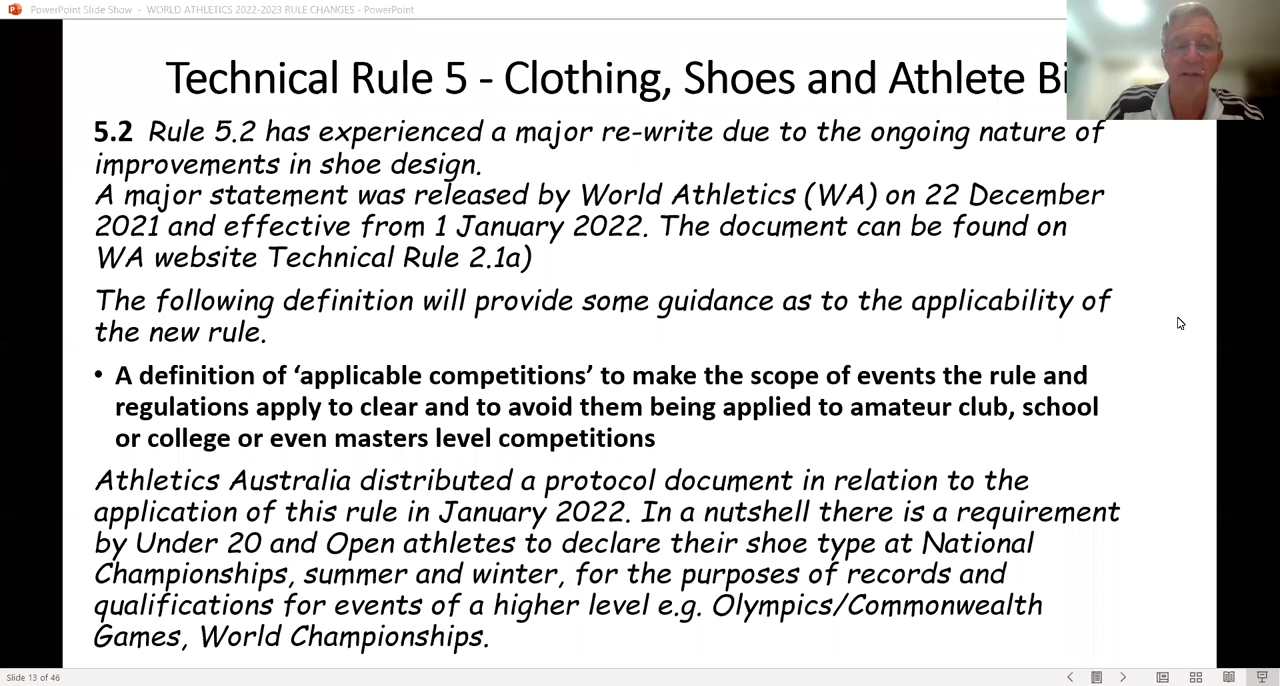 PowerPoint Slide Show - WORLD ATHLETICS 2022-2023 RULE CHANGES - PowerPoint
Technical Rule 5 - Clothing, Shoes and Athlete Bi
5.2 Rule 5.2 has experienced a major re-write due to the ongoing nature of
improvements in shoe design.
A major statement was released by World Athletics (WA) on 22 December
2021 and effective from 1 January 2022. The document can be found on
WA website Technical Rule 2.1a)
The following definition will provide some guidance as to the applicability of
the new rule.
• A definition of ‘applicable competitions’ to make the scope of events the rule and
regulations apply to clear and to avoid them being applied to amateur club, school
or college or even masters level competitions
Athletics Australia distributed a protocol document in relation to the
application of this rule in January 2022. In a nutshell there is a requirement
by Under 20 and Open athletes to declare their shoe type at National
Championships, summer and winter, for the purposes of records and
qualifications for events of a higher level e.g. Olympics/Commonwealth
Games, World Championships.
Slide 13 of 46